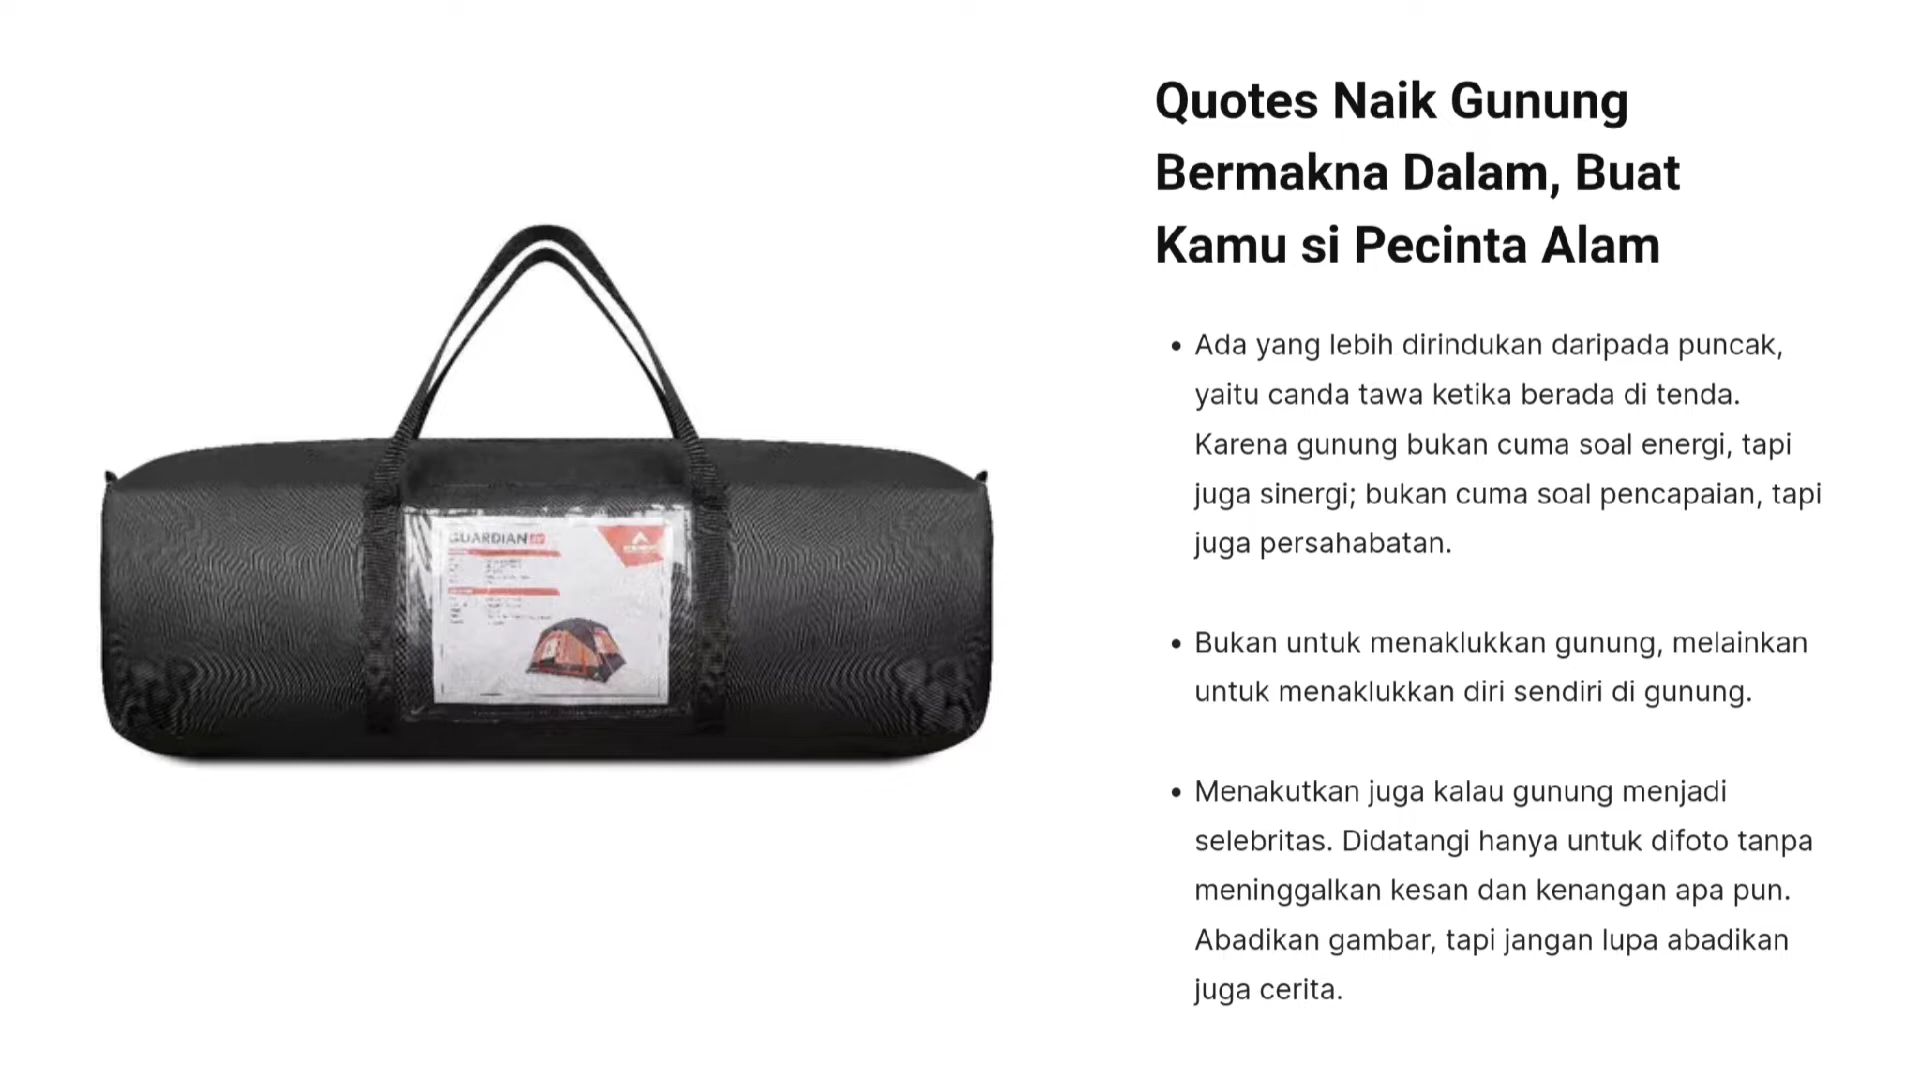 GUARDIAN
Quotes Naik Gunung
Bermakna Dalam, Buat
Kamu si Pecinta Alam
• Ada yang lebih dirindukan daripada puncak,
yaitu canda tawa ketika berada di tenda.
Karena gunung bukan cuma soal energi, tapi
juga sinergi; bukan cuma soal pencapaian, tapi
juga persahabatan.
• Bukan untuk menaklukkan gunung, melainkan
untuk menaklukkan diri sendiri di gunung.
• Menakutkan juga kalau gunung menjadi
selebritas. Didatangi hanya untuk difoto tanpa
meninggalkan kesan dan kenangan apa pun.
Abadikan gambar, tapi jangan lupa abadikan
juga cerita.